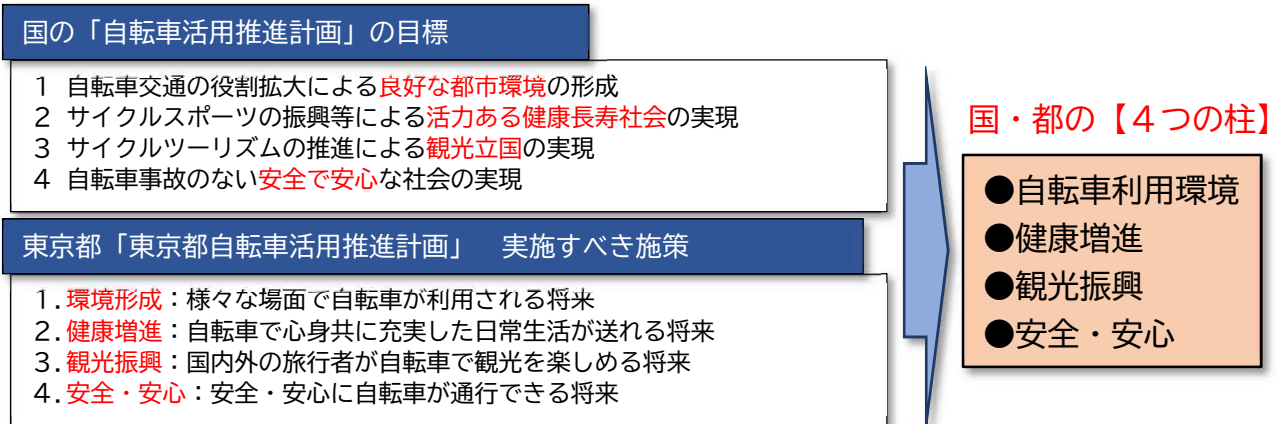 国の「自転車活用推進計画」の目標
1 自転車交通の役割拡大による良好な都市環境の形成
2 サイクルスポーツの振興等による活力ある健康長寿社会の実現
3 サイクルツーリズムの推進による観光立国の実現
4 自転車事故のない安全で安心な社会の実現
東京都「東京都自転車活用推進計画」　実施すべき施策
1.環境形成：様々な場面で自転車が利用される将来
2.健康増進：自転車で心身共に充実した日常生活が送れる将来
3.観光振興：国内外の旅行者が自転車で観光を楽しめる将来
4.安全・安心：安全・安心に自転車が通行できる将来
国・都の【４つの柱】
●自転車利用環境
●健康増進
●観光振興
●安全・安心